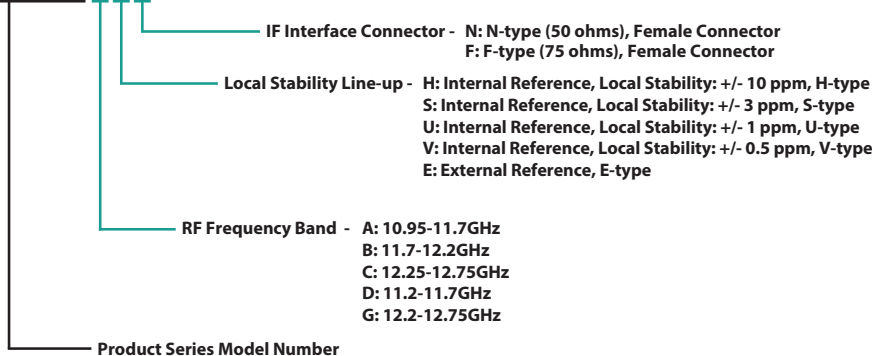 IF Interface Connector - N: N-type (50 ohms), Female Connector
F: F-type (75 ohms), Female Connector
Local Stability Line-up - H: Internal Reference, Local Stability: +/- 10 ppm, H-type
S: Internal Reference, Local Stability: +/- 3 ppm, S-type
U: Internal Reference, Local Stability: +/- 1 ppm, U-type
V: Internal Reference, Local Stability: +/- 0.5 ppm, V-type
E: External Reference, E-type
RF Frequency Band - A: 10.95-11.7GHz
B: 11.7-12.2GHz
C: 12.25-12.75GHz
D: 11.2-11.7GHz
G: 12.2-12.75GHz
Product Series Model Number